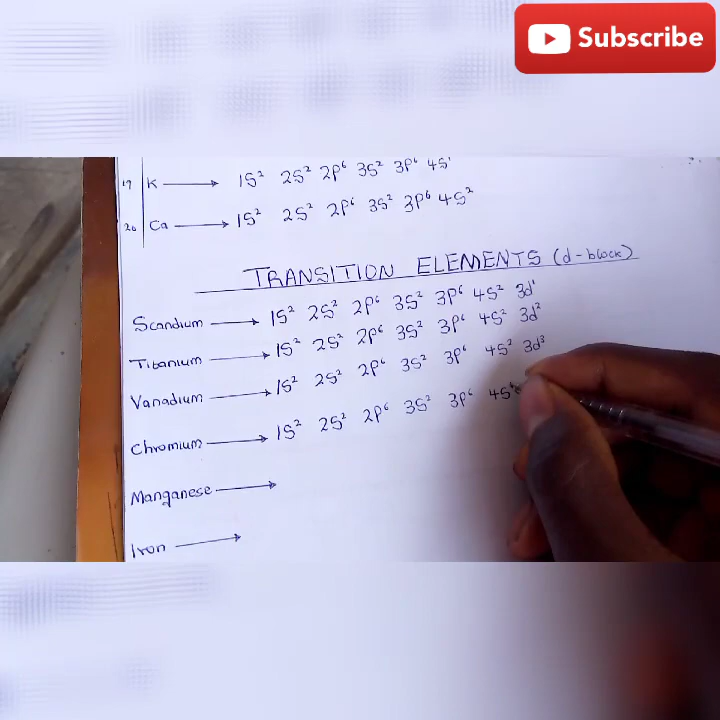 Subscribe
19 K → 1S² 2S² 2P⁶ 3S² 3P⁶ 4S¹
20 Ca → 1S² 2S² 2P⁶ 3S² 3P⁶ 4S²
TRANSITION ELEMENTS (d-block)
Scandium → 1S² 2S² 2P⁶ 3S² 3P⁶ 4S² 3d¹
Titanium → 1S² 2S² 2P⁶ 3S² 3P⁶ 4S² 3d²
Vanadium → 1S² 2S² 2P⁶ 3S² 3P⁶ 4S² 3d³
Chromium → 1S² 2S² 2P⁶ 3S² 3P⁶
Manganese →
Iron →